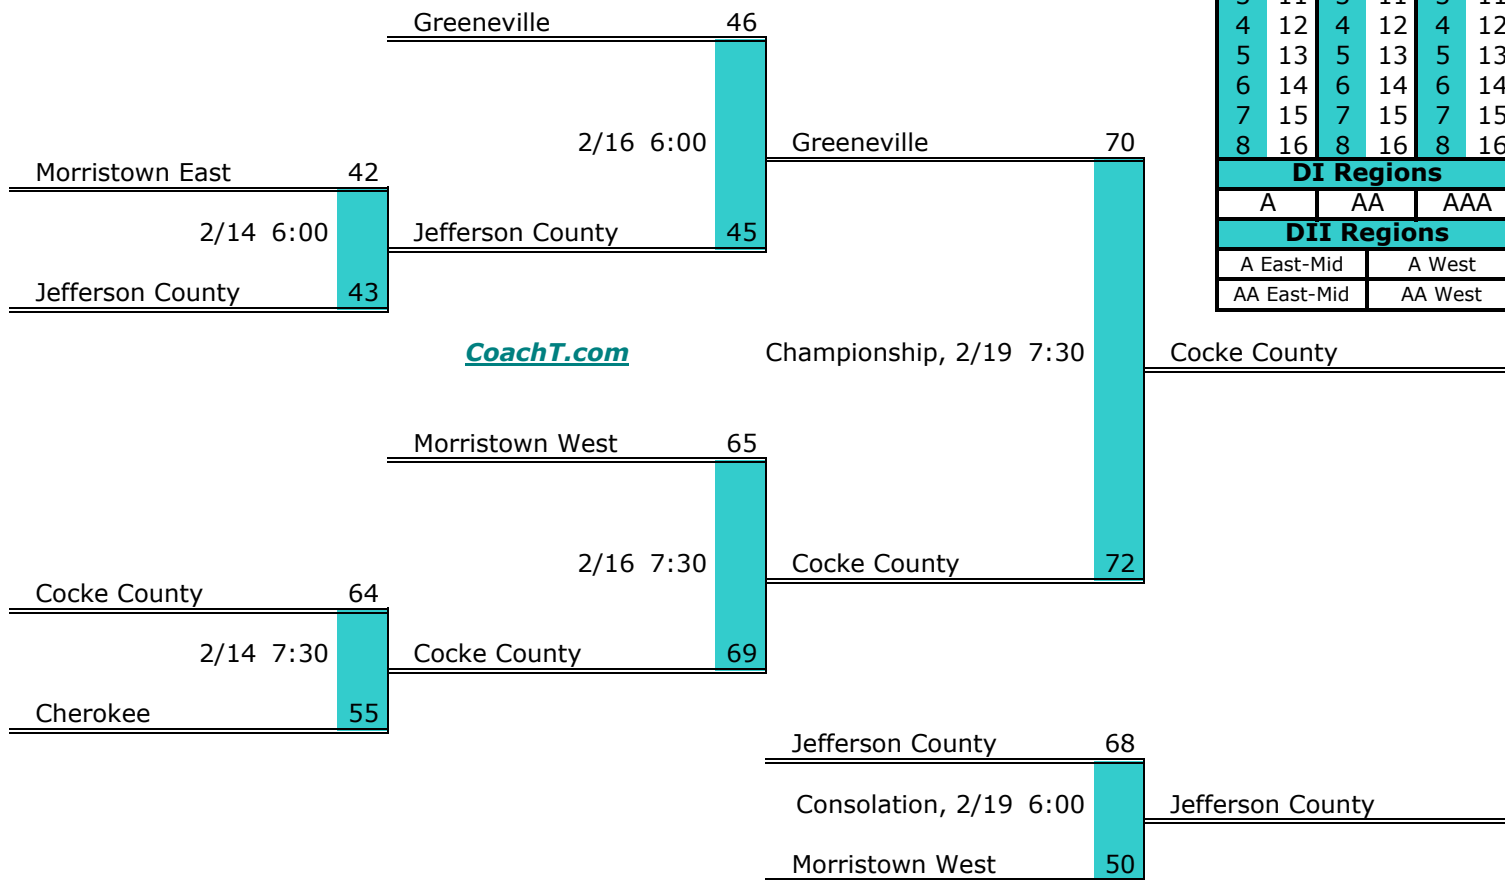 Greeneville 46
4 12 4 12 4 12
5 13 5 13 5 13
6 14 6 14 6 14
7 15 7 15 7 15
8 16 8 16 8 16
2/16 6:00 Greeneville 70
DI Regions
Morristown East 42
A AA AAA
2/14 6:00 Jefferson County 45
DII Regions
A East-Mid A West
Jefferson County 43
AA East-Mid AA West
CoachT.com Championship, 2/19 7:30 Cocke County
Morristown West 65
2/16 7:30 Cocke County 72
Cocke County 64
2/14 7:30 Cocke County 69
Cherokee 55
Jefferson County 68
Consolation, 2/19 6:00 Jefferson County
Morristown West 50